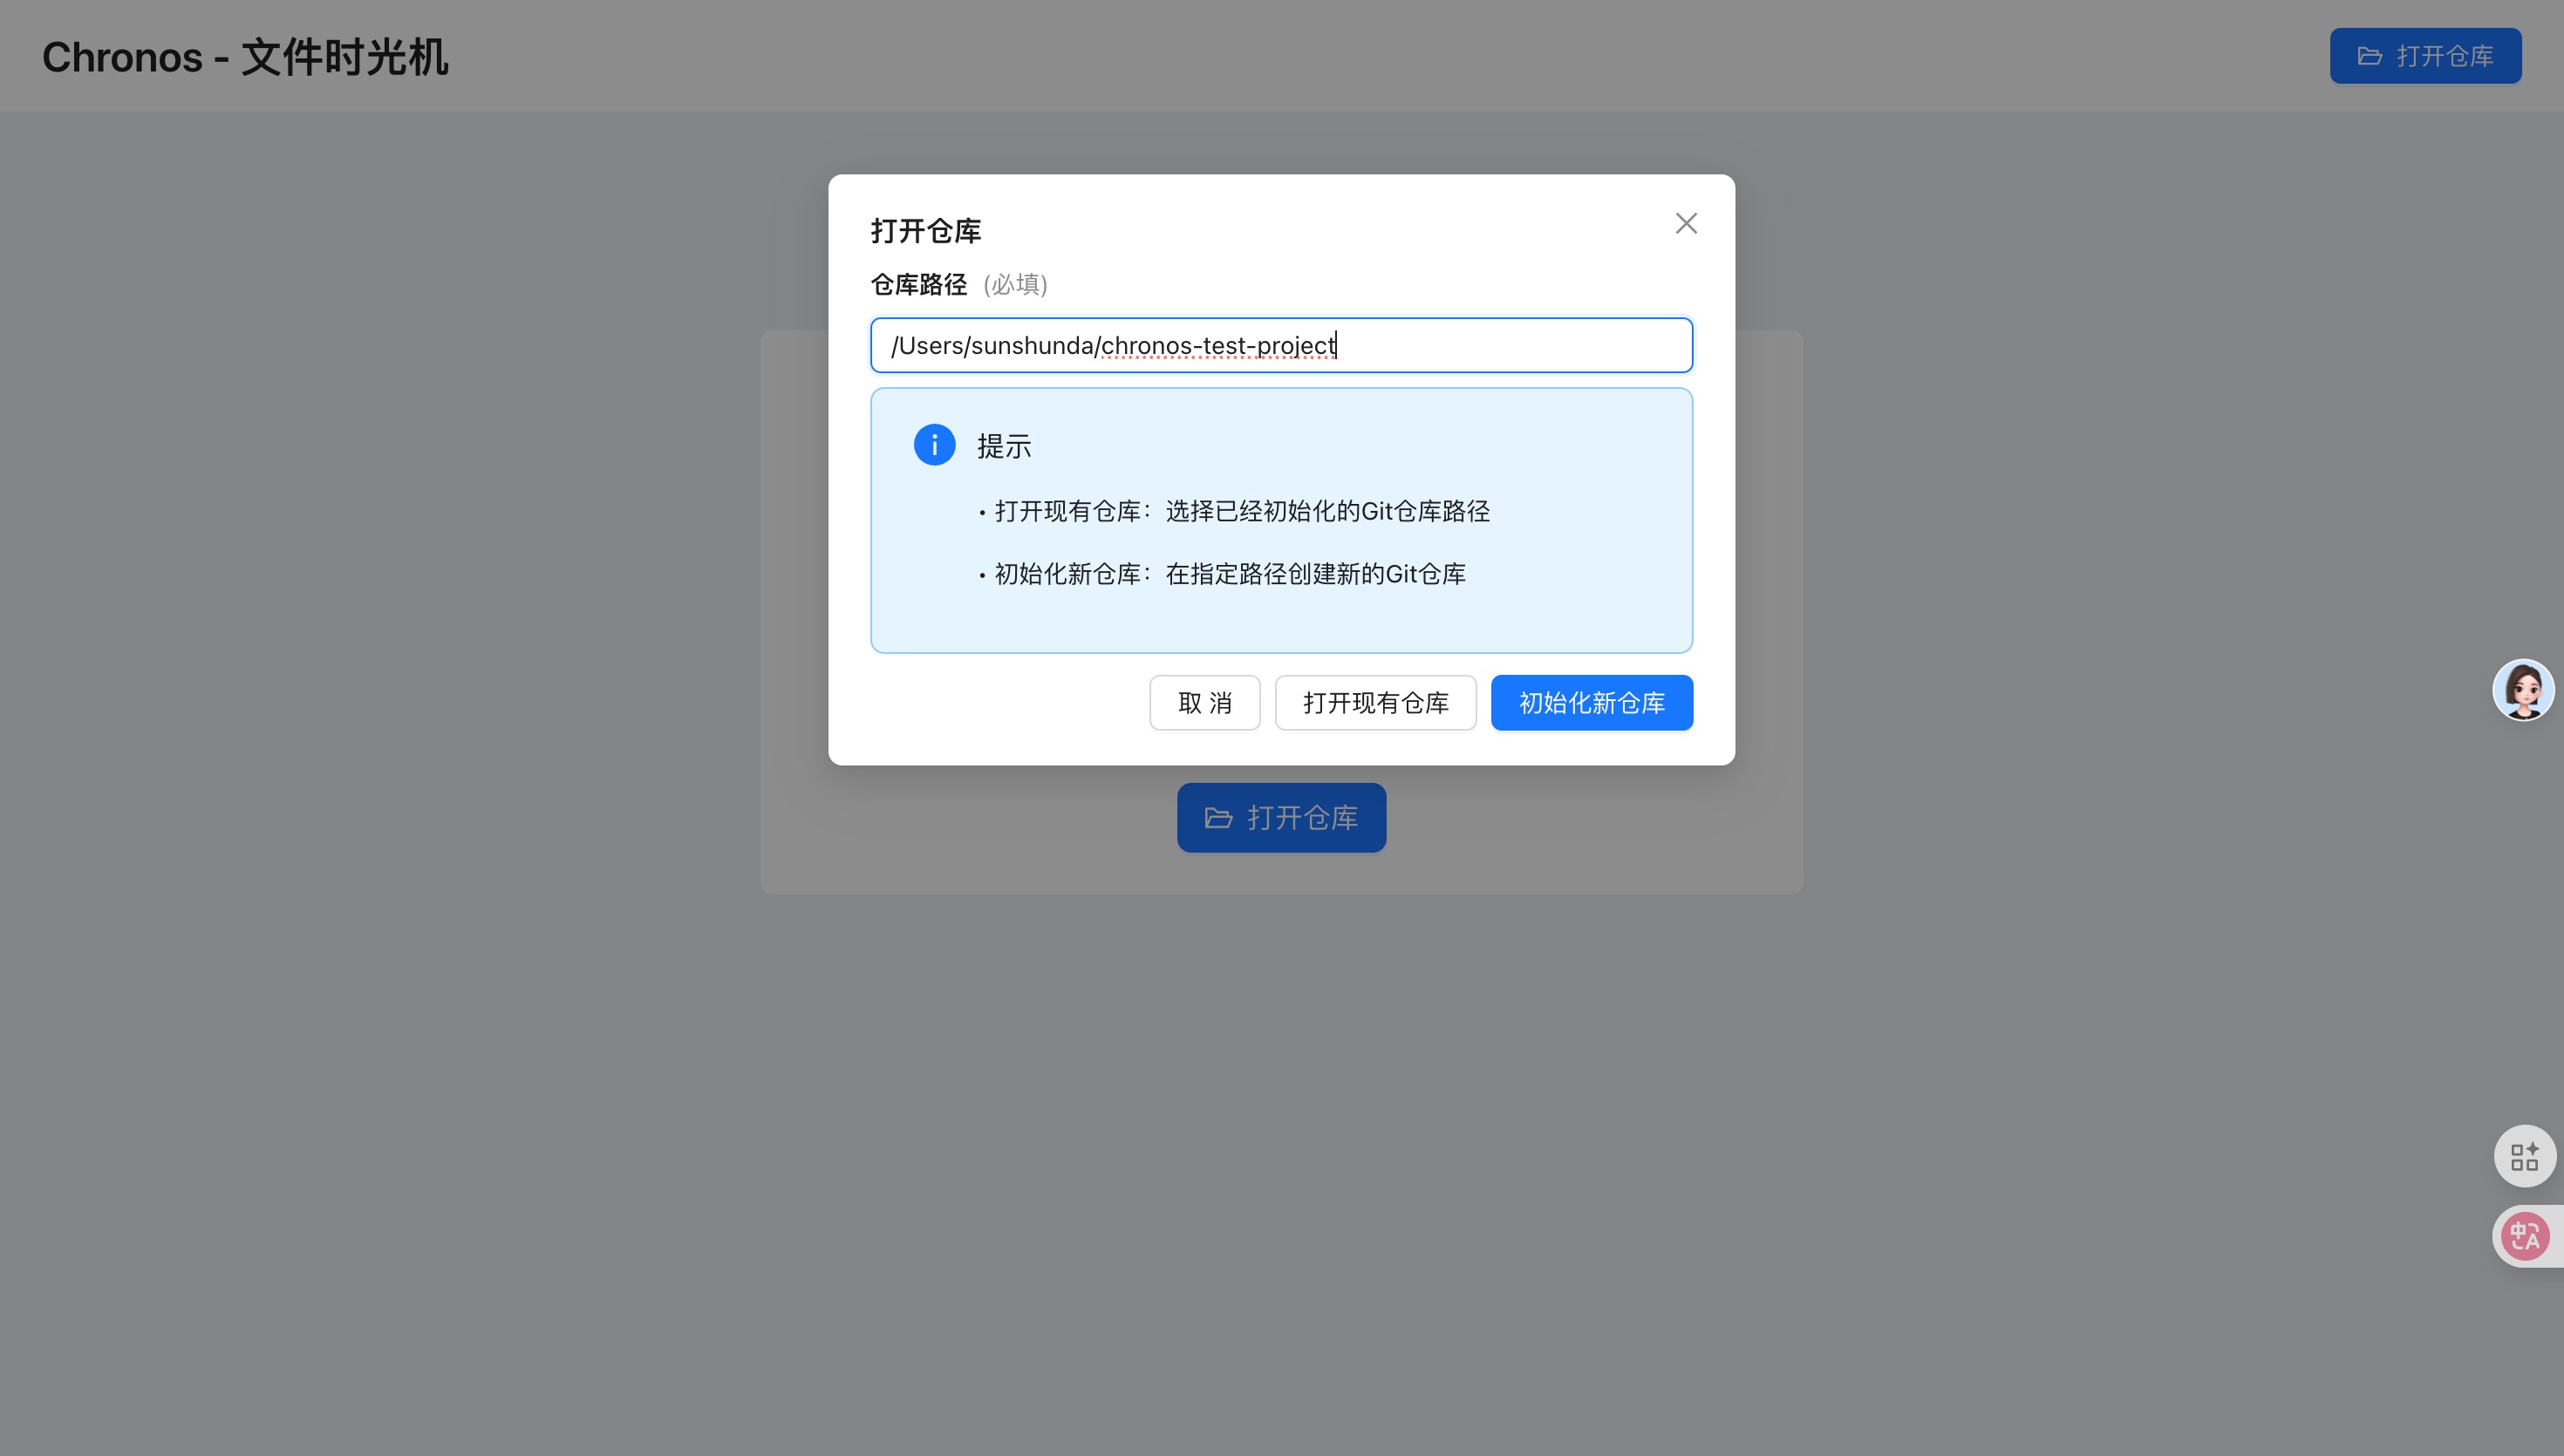 Chronos - 文件时光机
打开仓库
打开仓库
仓库路径 (必填)
/Users/sunshunda/chronos-test-project
提示
• 打开现有仓库：选择已经初始化的Git仓库路径
• 初始化新仓库：在指定路径创建新的Git仓库
取 消
打开现有仓库
初始化新仓库
打开仓库